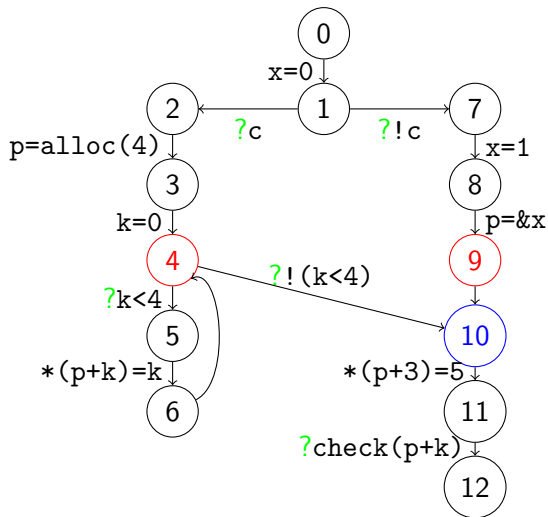 0
x=0
2 1 7
?c ?!c
p=alloc(4) x=1
3 8
k=0 p=&x
4 9
?!(k<4)
?k<4
5 10
*(p+k)=k *(p+3)=5
6 11
?check(p+k)
12